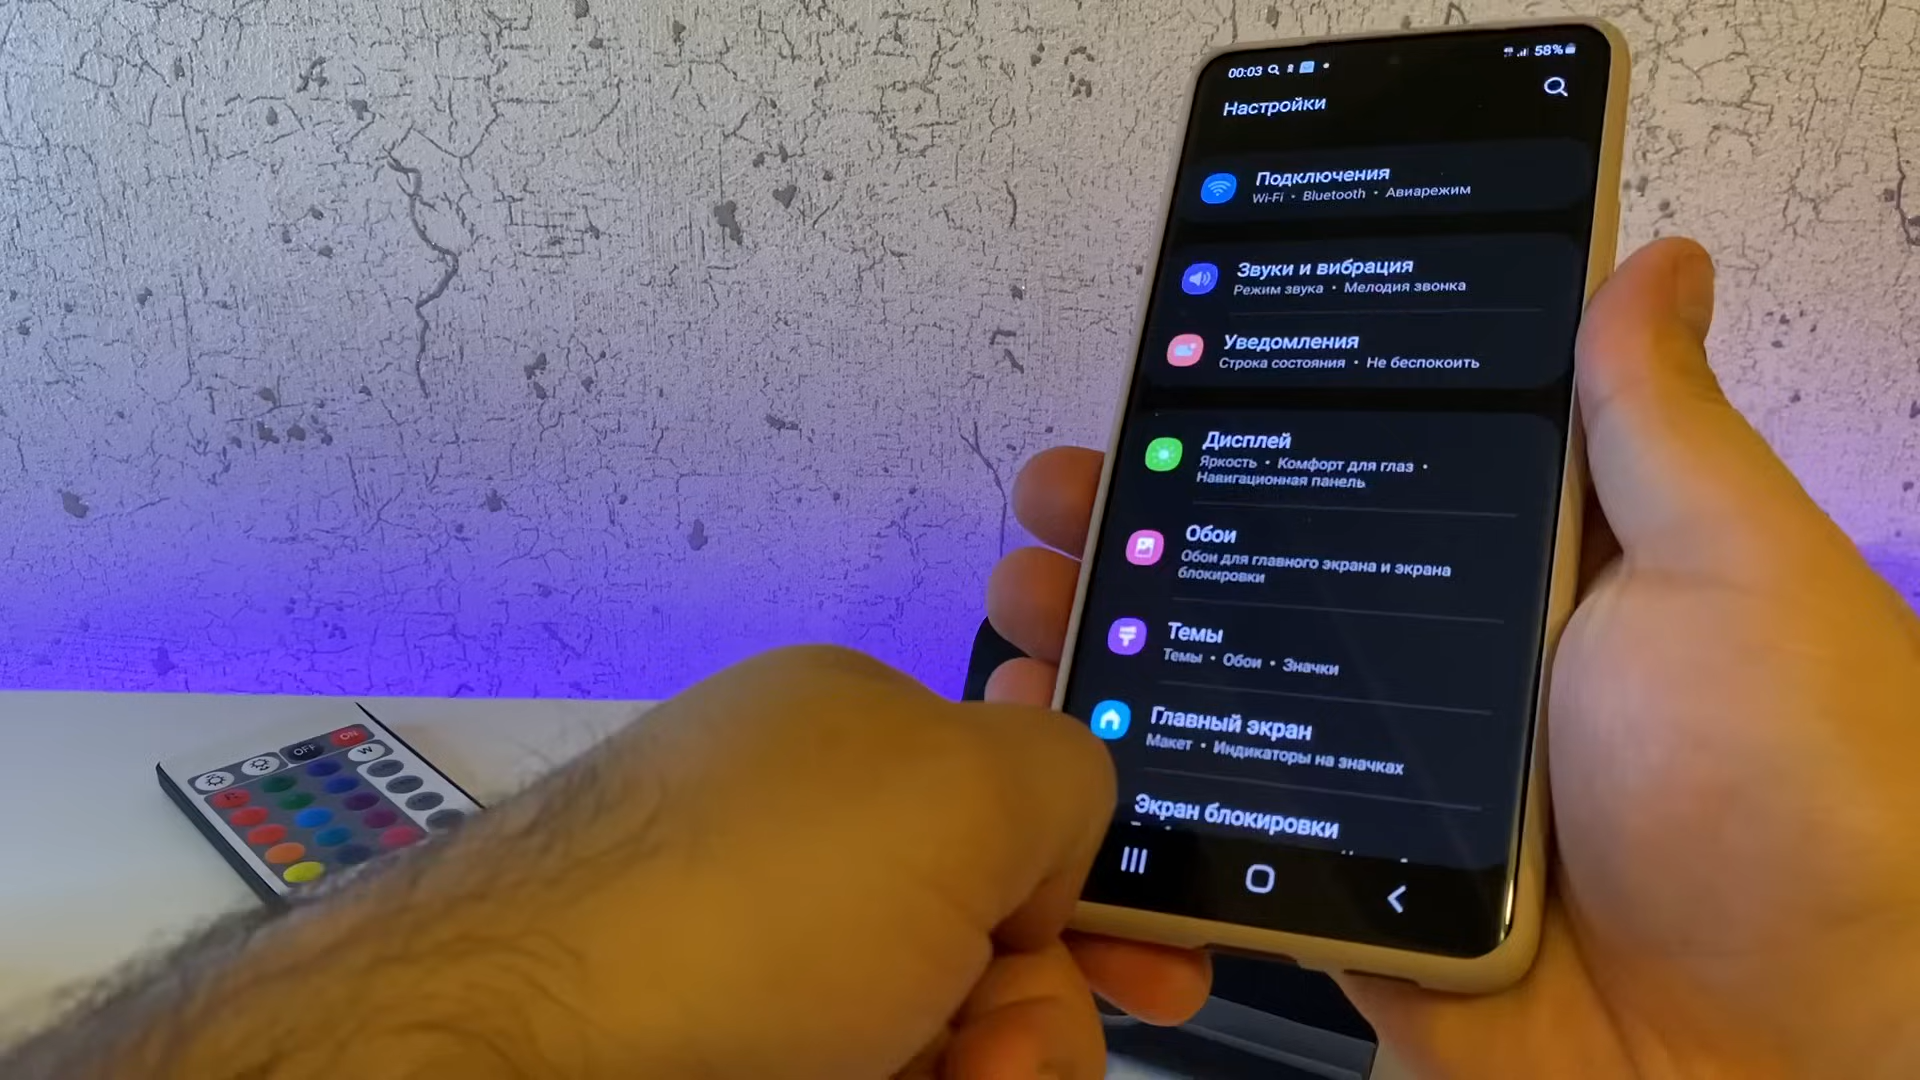 00:03
58%
Настройки
Подключения
Wi-Fi • Bluetooth • Авиарежим
Звуки и вибрация
Режим звука • Мелодия звонка
Уведомления
Строка состояния • Не беспокоить
Дисплей
Яркость • Комфорт для глаз •
Навигационная панель
Обои
Обои для главного экрана и экрана
блокировки
Темы
Темы • Обои • Значки
Главный экран
Макет • Индикаторы на значках
Экран блокировки
OFF
ON
W